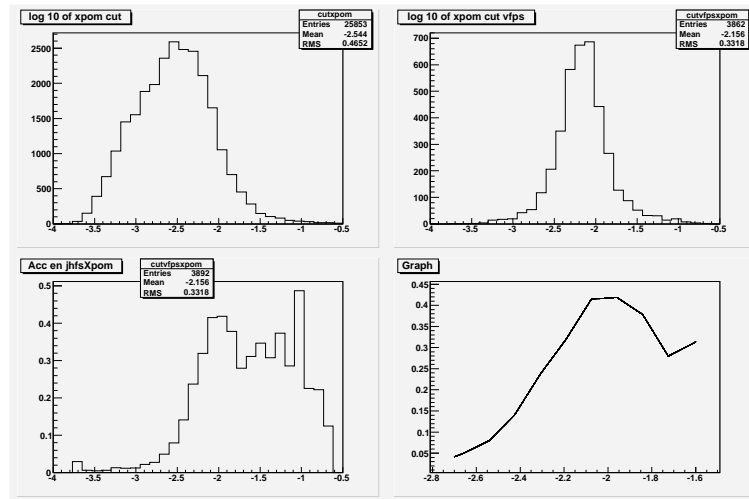 log 10 of xpom cut
cutxpom
Entries 25853
Mean -2.544
RMS 0.4652
2500
2000
1500
1000
500
0
-4 -3.5 -3 -2.5 -2 -1.5 -1 -0.5
log 10 of xpom cut vfps
cutvfpsxpom
Entries 3862
Mean -2.156
RMS 0.3318
700
600
500
400
300
200
100
0
-4 -3.5 -3 -2.5 -2 -1.5 -1 -0.5
Acc en jhfsXpom
cutvfpsxpom
Entries 3892
Mean -2.156
RMS 0.3318
0.5
0.4
0.3
0.2
0.1
0
-4 -3.5 -3 -2.5 -2 -1.5 -1 -0.5
Graph
0.45
0.4
0.35
0.3
0.25
0.2
0.15
0.1
0.05
-2.8 -2.6 -2.4 -2.2 -2 -1.8 -1.6